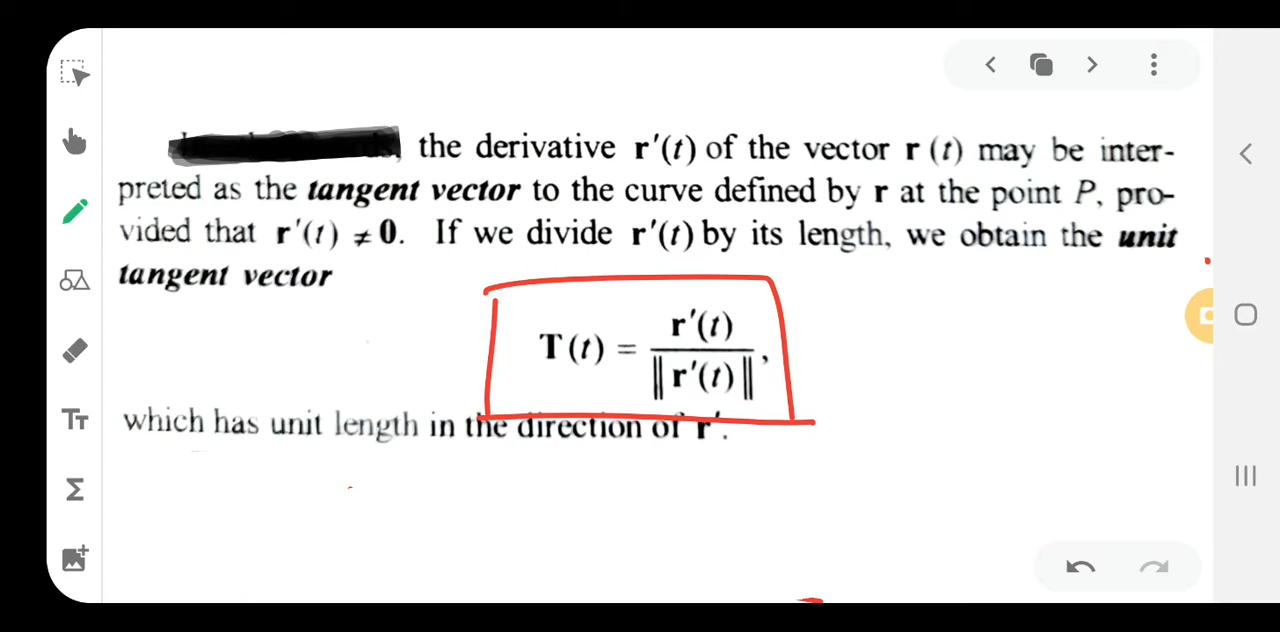 the derivative r′(t) of the vector r (t) may be inter-
preted as the tangent vector to the curve defined by r at the point P, pro-
vided that r′(t) ≠ 0. If we divide r′(t) by its length, we obtain the unit
tangent vector
T(t) = r′(t) / ‖r′(t)‖,
which has unit length in the direction of r′.
TT
Σ